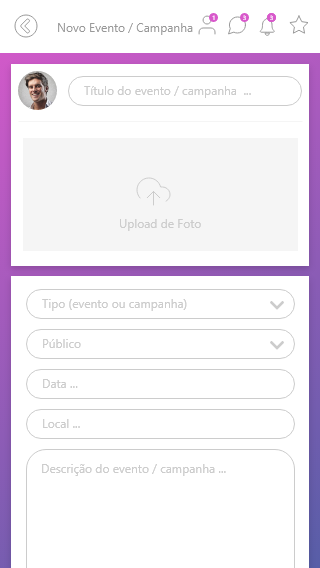 Novo Evento / Campanha
1
3
3
Título do evento / campanha ...
Upload de Foto
Tipo (evento ou campanha)
Público
Data ...
Local ...
Descrição do evento / campanha ...